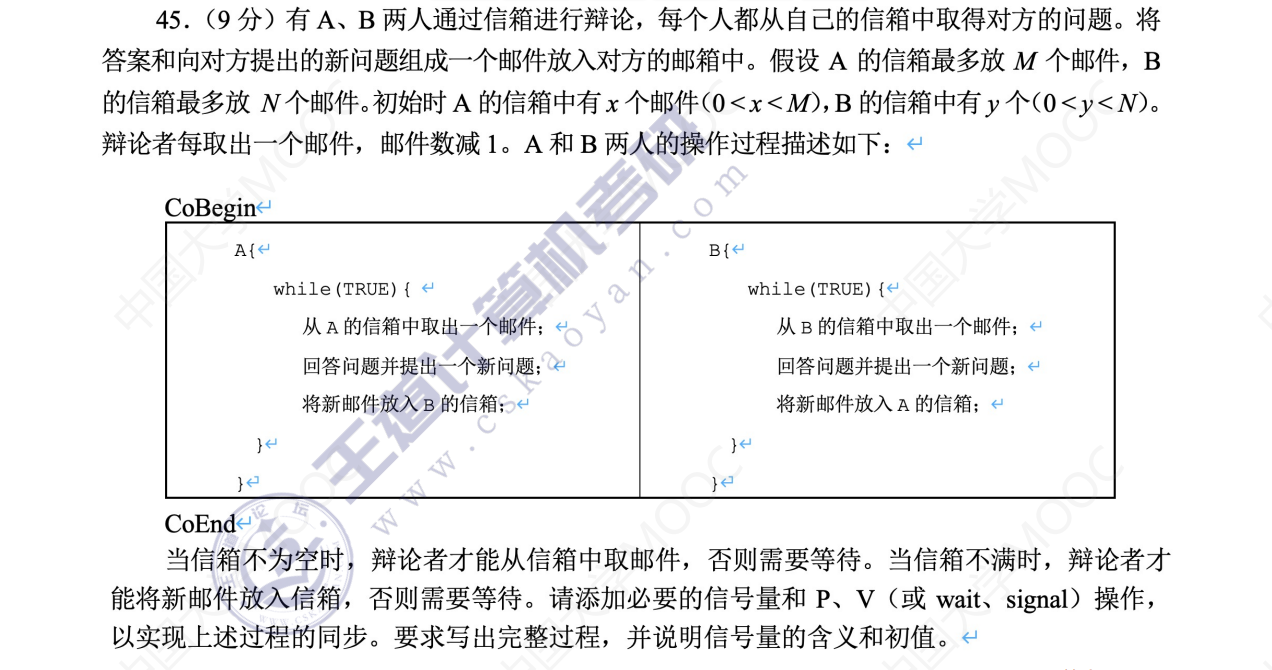 45.（9 分）有 A、B 两人通过信箱进行辩论，每个人都从自己的信箱中取得对方的问题。将
答案和向对方提出的新问题组成一个邮件放入对方的邮箱中。假设 A 的信箱最多放 M 个邮件，B
的信箱最多放 N 个邮件。初始时 A 的信箱中有 x 个邮件（0<x<M），B 的信箱中有 y 个（0<y<N）。
辩论者每取出一个邮件，邮件数减 1。A 和 B 两人的操作过程描述如下：↵
CoBegin↵
A{↵
while(TRUE){ ↵
从 A 的信箱中取出一个邮件；↵
回答问题并提出一个新问题；↵
将新邮件放入 B 的信箱；↵
}↵
}↵
B{↵
while(TRUE){↵
从 B 的信箱中取出一个邮件；↵
回答问题并提出一个新问题；↵
将新邮件放入 A 的信箱；↵
}↵
}↵
CoEnd↵
当信箱不为空时，辩论者才能从信箱中取邮件，否则需要等待。当信箱不满时，辩论者才
能将新邮件放入信箱，否则需要等待。请添加必要的信号量和 P、V（或 wait、signal）操作，
以实现上述过程的同步。要求写出完整过程，并说明信号量的含义和初值。↵
王道计算机考研
www.cskaoyan.com
中国大学MOOC
中国大学MOOC
中国大学MOOC